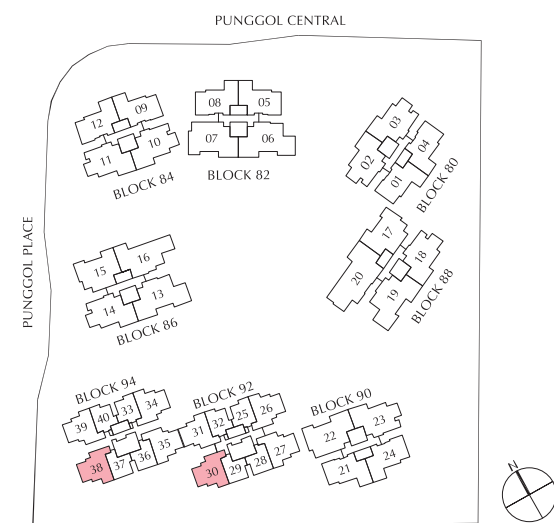 PUNGGOL CENTRAL
PUNGGOL PLACE
12 09
11 10
BLOCK 84
08 05
07 06
BLOCK 82
03
04
02
01
BLOCK 80
17
18
20
19
BLOCK 88
15 16
14 13
BLOCK 86
BLOCK 94
39 40 33 34
38 37 36 35
BLOCK 92
31 32 25 26
30 29 28 27
BLOCK 90
22 23
21 24
N